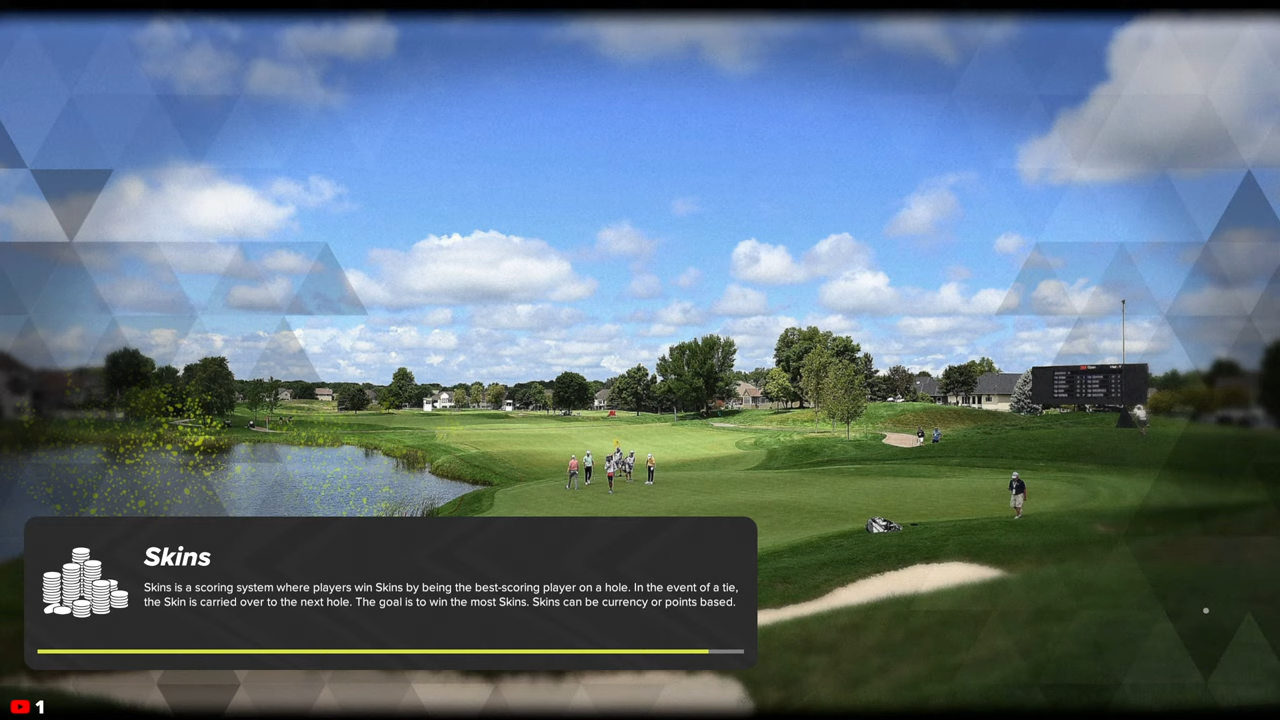 Skins
Skins is a scoring system where players win Skins by being the best-scoring player on a hole. In the event of a tie,
the Skin is carried over to the next hole. The goal is to win the most Skins. Skins can be currency or points based.
1